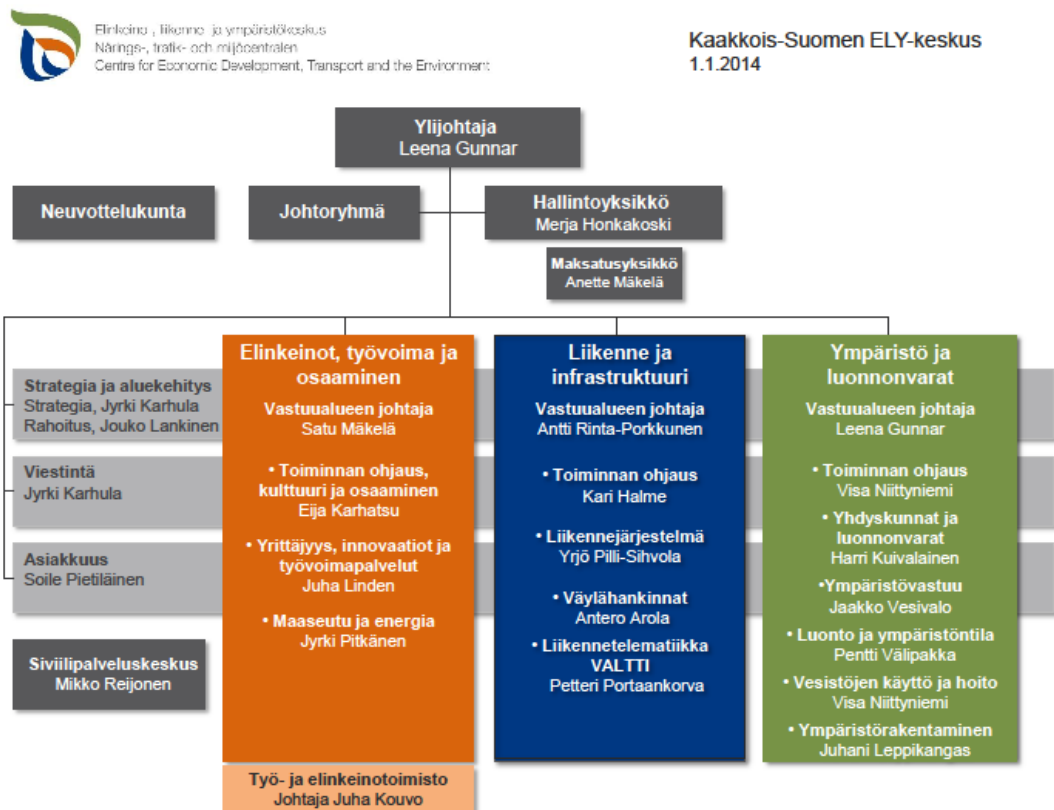 Elinkeino-, liikenne- ja ympäristökeskus
Närings-, trafik- och miljöcentralen
Centre for Economic Development, Transport and the Environment
Kaakkois-Suomen ELY-keskus
1.1.2014
Ylijohtaja
Leena Gunnar
Neuvottelukunta
Johtoryhmä
Hallintoyksikkö
Merja Honkakoski
Maksatusyksikkö
Anette Mäkelä
Strategia ja aluekehitys
Strategia, Jyrki Karhula
Rahoitus, Jouko Lankinen
Viestintä
Jyrki Karhula
Asiakkuus
Soile Pietiläinen
Siviilipalveluskeskus
Mikko Reijonen
Elinkeinot, työvoima ja
osaaminen
Vastuualueen johtaja
Satu Mäkelä
• Toiminnan ohjaus,
kulttuuri ja osaaminen
Eija Karhatsu
• Yrittäjyys, innovaatiot ja
työvoimapalvelut
Juha Linden
• Maaseutu ja energia
Jyrki Pitkänen
Työ- ja elinkeinotoimisto
Johtaja Juha Kouvo
Liikenne ja
infrastruktuuri
Vastuualueen johtaja
Antti Rinta-Porkkunen
• Toiminnan ohjaus
Kari Halme
• Liikennejärjestelmä
Yrjö Pilli-Sihvola
• Väylähankinnat
Antero Arola
• Liikennetelematiikka
VALTTI
Petteri Portaankorva
Ympäristö ja
luonnonvarat
Vastuualueen johtaja
Leena Gunnar
• Toiminnan ohjaus
Visa Niittyniemi
• Yhdyskunnat ja
luonnonvarat
Harri Kuivalainen
•Ympäristövastuu
Jaakko Vesivalo
• Luonto ja ympäristöntila
Pentti Välipakka
• Vesistöjen käyttö ja hoito
Visa Niittyniemi
• Ympäristörakentaminen
Juhani Leppikangas